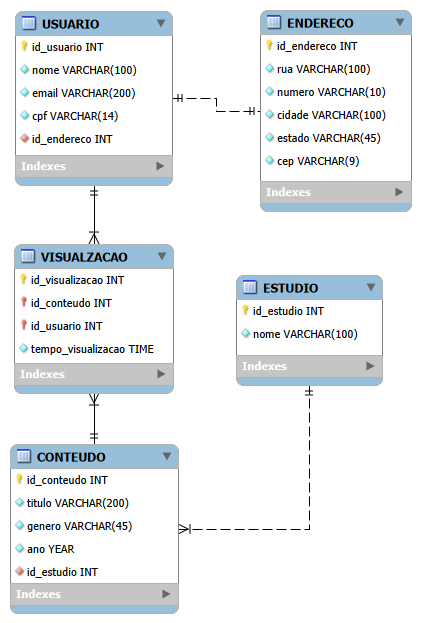 USUARIO
id_usuario INT
nome VARCHAR(100)
email VARCHAR(200)
cpf VARCHAR(14)
id_endereco INT
Indexes
ENDERECO
id_endereco INT
rua VARCHAR(100)
numero VARCHAR(10)
cidade VARCHAR(100)
estado VARCHAR(45)
cep VARCHAR(9)
Indexes
VISUALZACAO
id_visualizacao INT
id_conteudo INT
id_usuario INT
tempo_visualizacao TIME
Indexes
ESTUDIO
id_estudio INT
nome VARCHAR(100)
Indexes
CONTEUDO
id_conteudo INT
titulo VARCHAR(200)
genero VARCHAR(45)
ano YEAR
id_estudio INT
Indexes